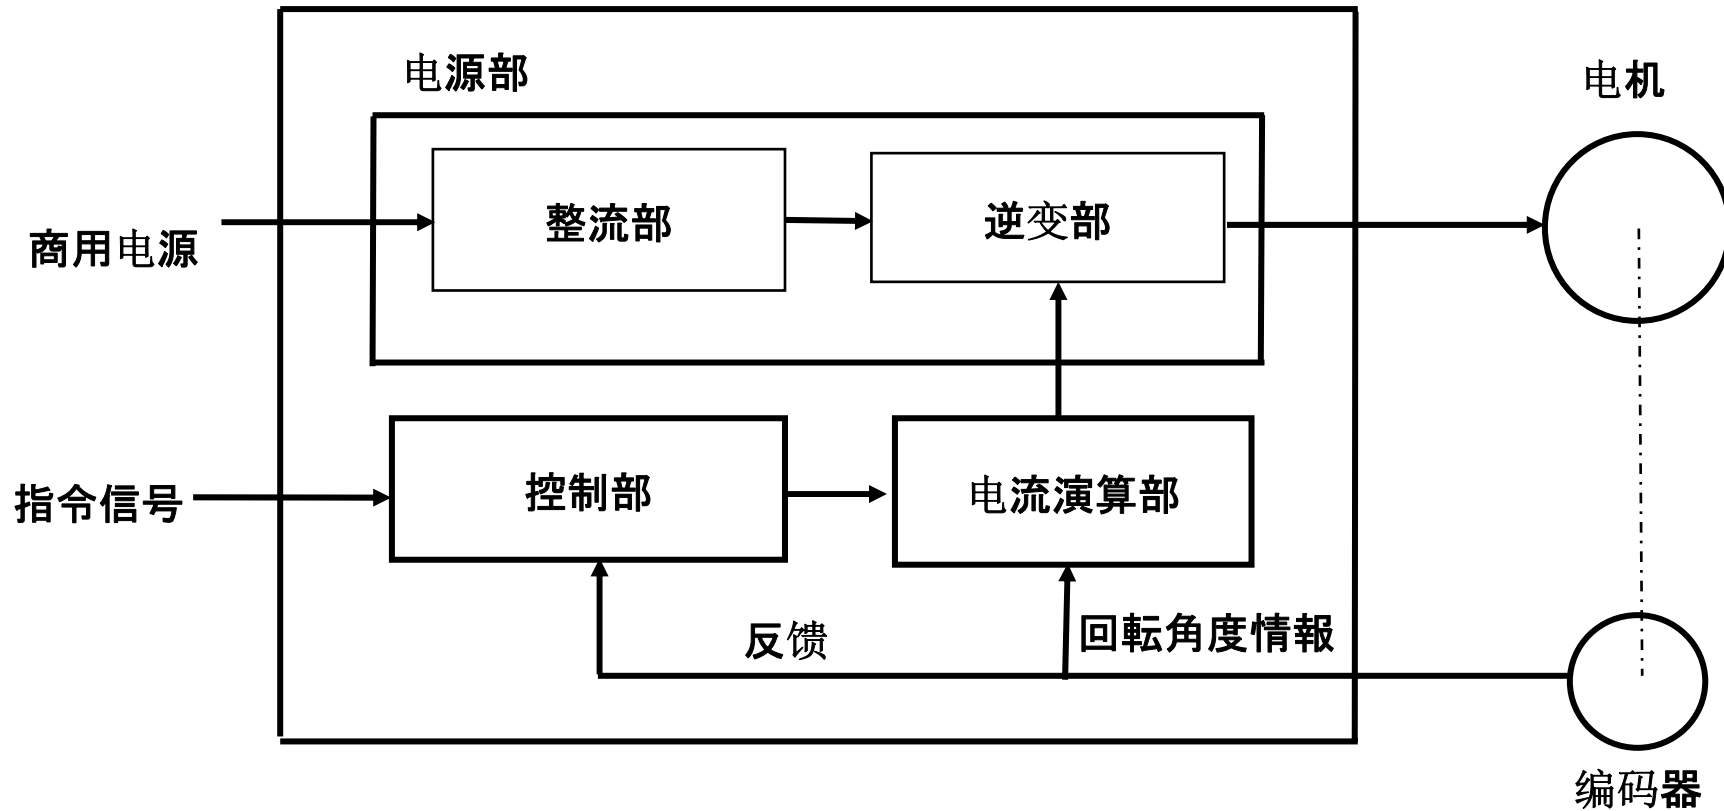 电源部
电机
整流部
逆变部
商用电源
控制部
电流演算部
指令信号
反馈
回転角度情報
编码器